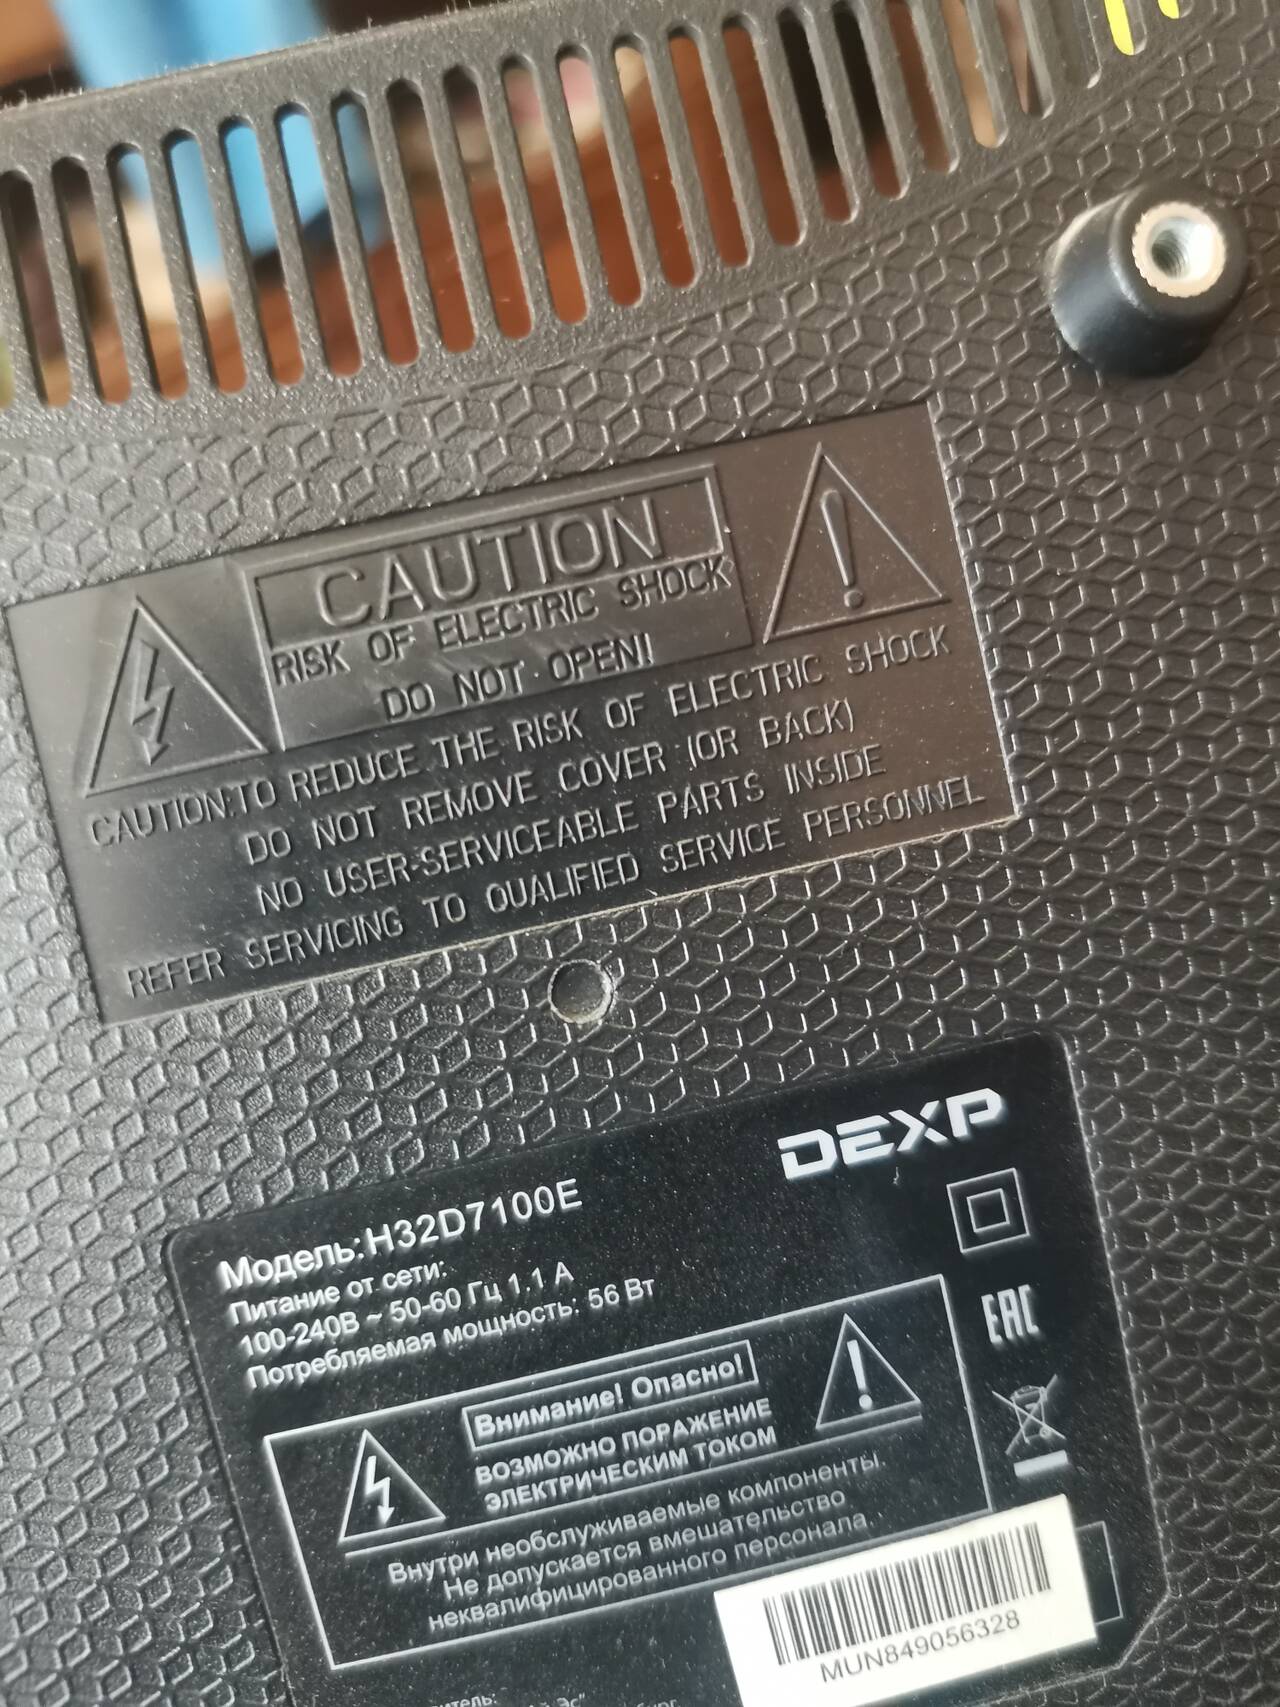 CAUTION
RISK OF ELECTRIC SHOCK
DO NOT OPEN!
CAUTION:TO REDUCE THE RISK OF ELECTRIC SHOCK
DO NOT REMOVE COVER (OR BACK)
NO USER-SERVICEABLE PARTS INSIDE
REFER SERVICING TO QUALIFIED SERVICE PERSONNEL
DEXP
Модель:H32D7100E
Питание от сети:
100-240В ~ 50-60 Гц 1.1 А
Потребляемая мощность: 56 Вт
EAC
Внимание! Опасно!
ВОЗМОЖНО ПОРАЖЕНИЕ
ЭЛЕКТРИЧЕСКИМ ТОКОМ
Внутри необслуживаемые компоненты.
Не допускается вмешательство
неквалифицированного персонала.
MUN849056328